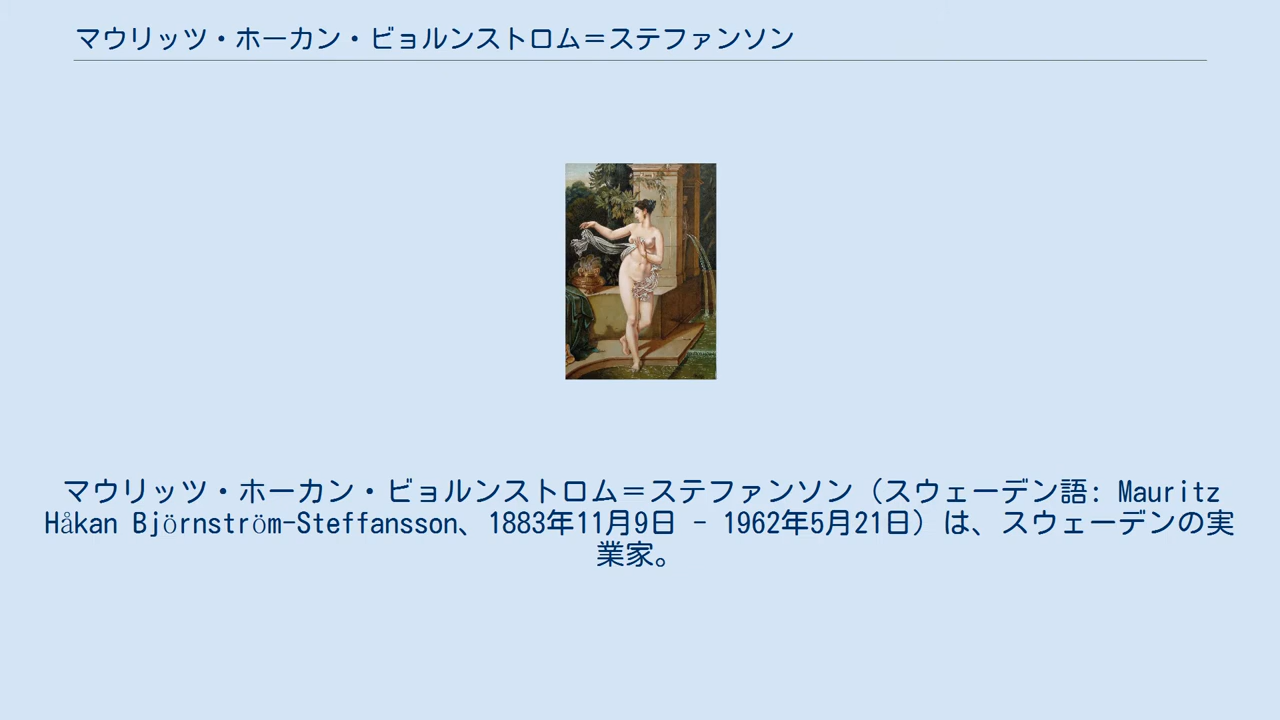 マウリッツ・ホーカン・ビョルンストロム＝ステファンソン
マウリッツ・ホーカン・ビョルンストロム＝ステファンソン（スウェーデン語: Mauritz
Håkan Björnström-Steffansson、1883年11月9日 - 1962年5月21日）は、スウェーデンの実
業家。